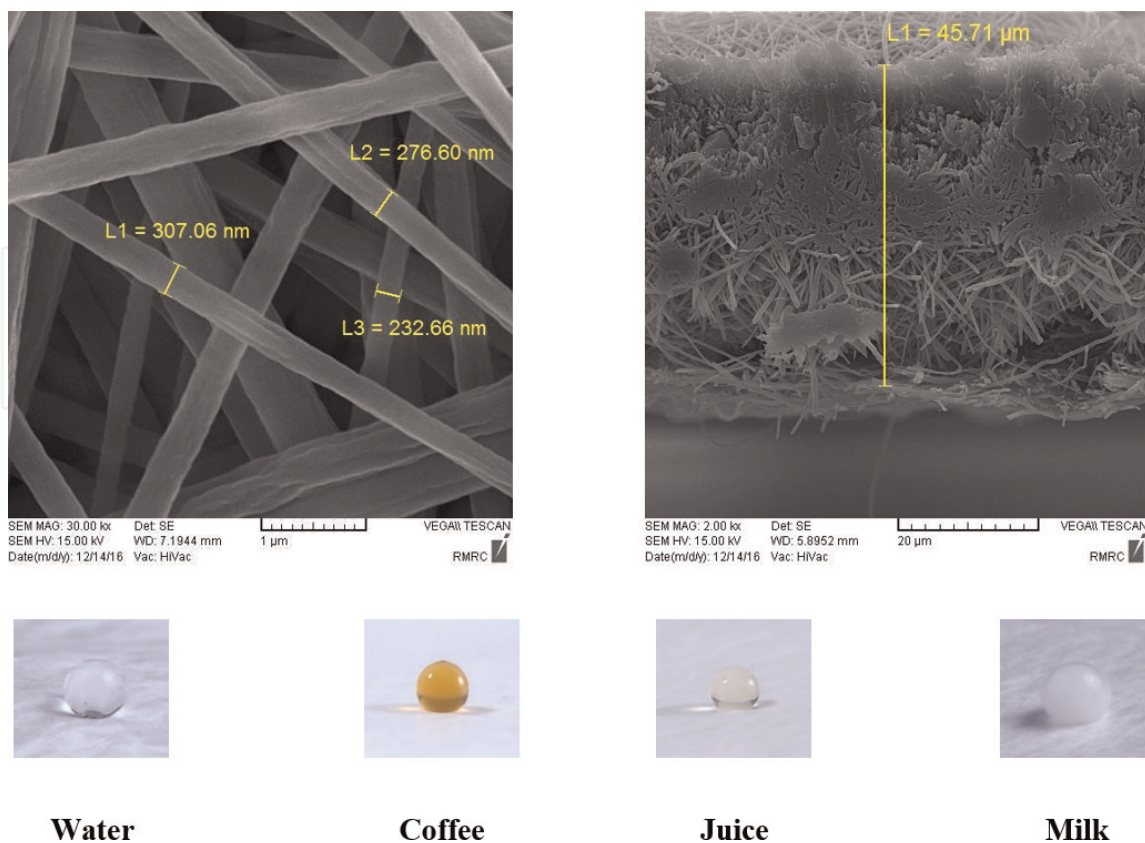 L2 = 276.60 nm
L1 = 307.06 nm
L3 = 232.66 nm
SEM MAG: 30.00 kx Det: SE
SEM HV: 15.00 kV WD: 7.1944 mm 1 µm VEGA\\ TESCAN
Date(m/d/y): 12/14/16 Vac: HiVac RMRC
L1 = 45.71 µm
SEM MAG: 2.00 kx Det: SE
SEM HV: 15.00 kV WD: 5.8952 mm 20 µm VEGA\\ TESCAN
Date(m/d/y): 12/14/16 Vac: HiVac RMRC
Water Coffee Juice Milk